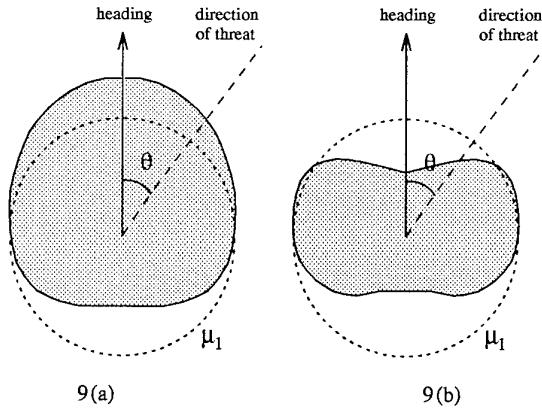 heading
direction
of threat
θ
μ1
9(a)
heading
direction
of threat
θ
μ1
9(b)